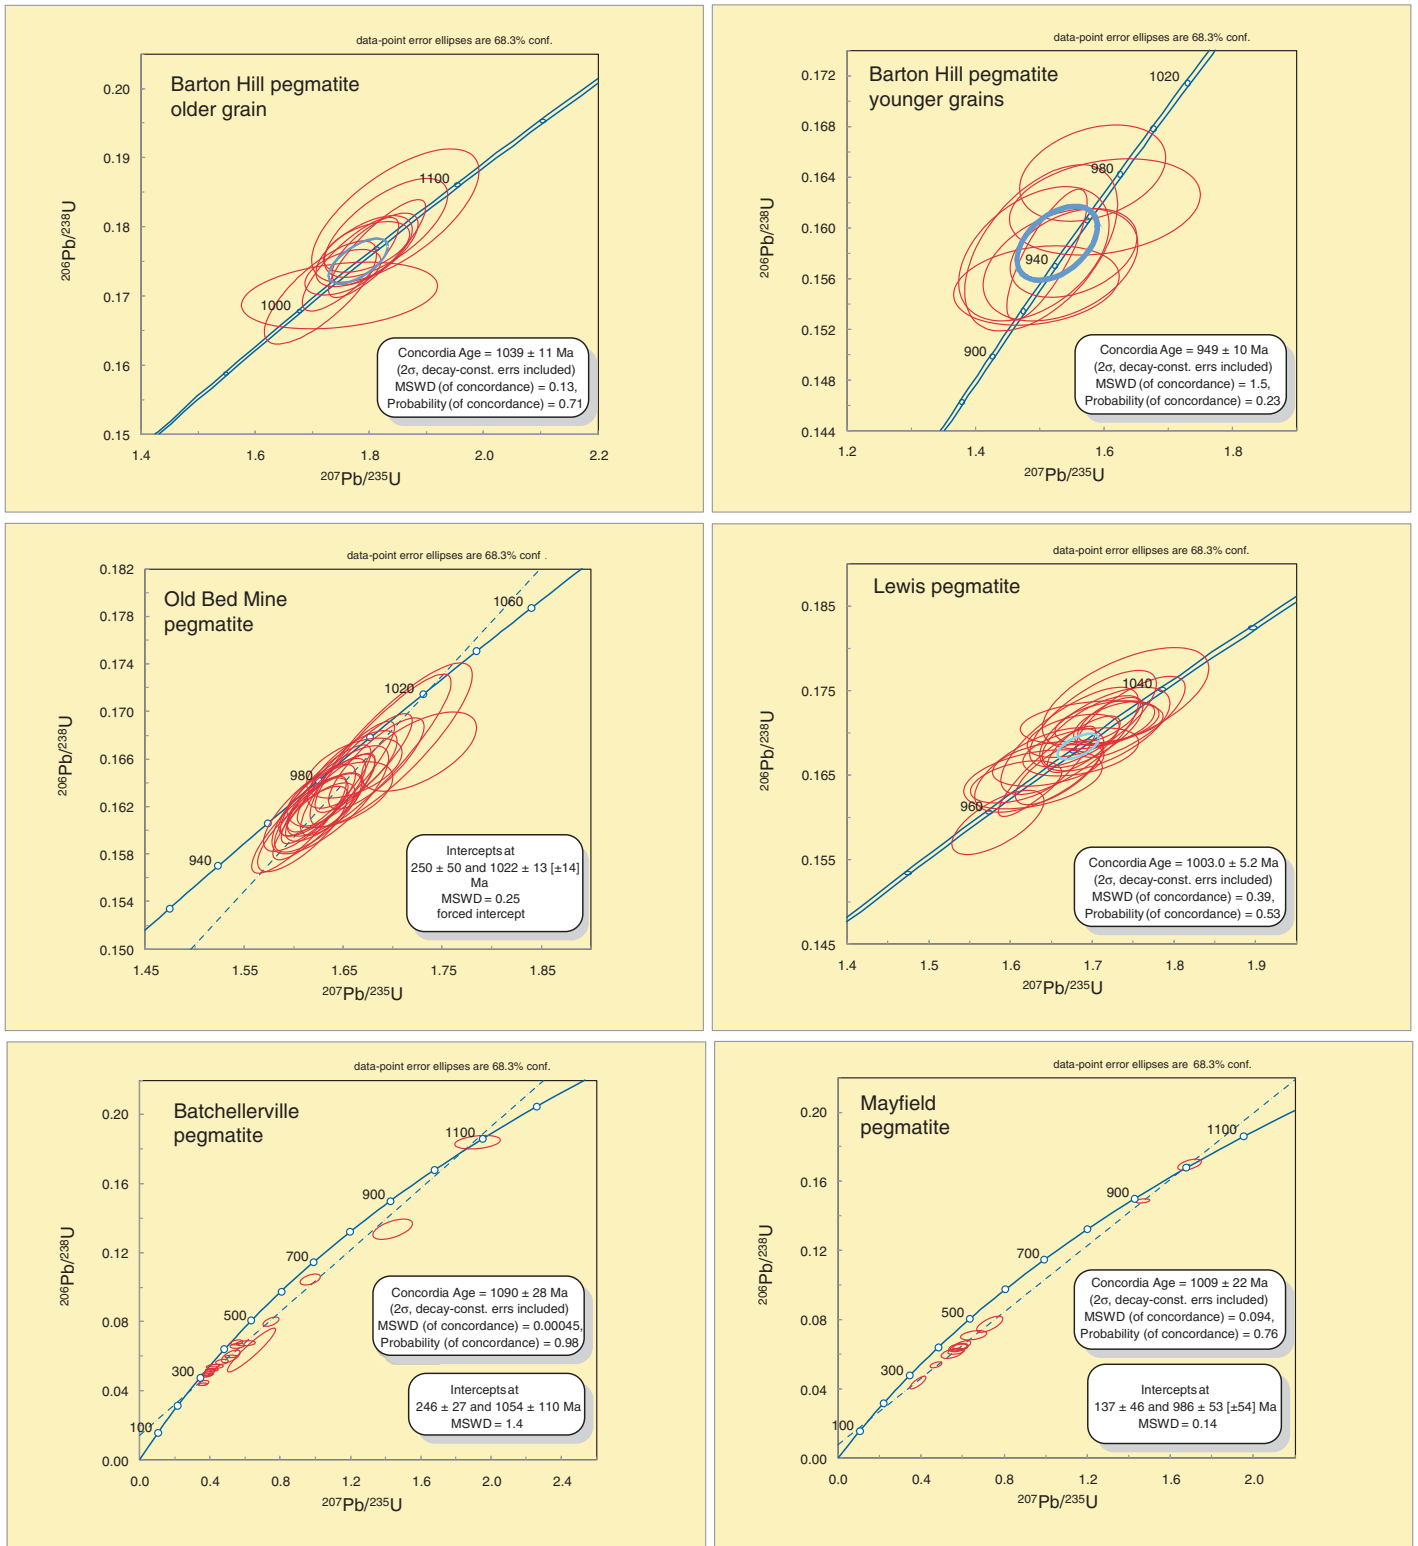 data-point error ellipses are 68.3% conf.
Barton Hill pegmatite
older grain
0.20
0.19
0.18
0.17
0.16
0.15
1100
1000
206Pb/238U
Concordia Age = 1039 ± 11 Ma
(2σ, decay-const. errs included)
MSWD (of concordance) = 0.13,
Probability (of concordance) = 0.71
1.4
1.6
1.8
2.0
2.2
207Pb/235U
data-point error ellipses are 68.3% conf.
Barton Hill pegmatite
younger grains
0.172
0.168
0.164
0.160
0.156
0.152
0.148
0.144
1020
980
940
900
206Pb/238U
Concordia Age = 949 ± 10 Ma
(2σ, decay-const. errs included)
MSWD (of concordance) = 1.5,
Probability (of concordance) = 0.23
1.2
1.4
1.6
1.8
207Pb/235U
data-point error ellipses are 68.3% conf .
Old Bed Mine
pegmatite
0.182
0.178
0.174
0.170
0.166
0.162
0.158
0.154
0.150
1060
1020
980
940
206Pb/238U
Intercepts at
250 ± 50 and 1022 ± 13 [±14]
Ma
MSWD = 0.25
forced intercept
1.45
1.55
1.65
1.75
1.85
207Pb/235U
data-point error ellipses are 68.3% conf.
Lewis pegmatite
0.185
0.175
0.165
0.155
0.145
1040
960
206Pb/238U
Concordia Age = 1003.0 ± 5.2 Ma
(2σ, decay-const. errs included)
MSWD (of concordance) = 0.39,
Probability (of concordance) = 0.53
1.4
1.5
1.6
1.7
1.8
1.9
207Pb/235U
data-point error ellipses are 68.3% conf.
Batchellerville
pegmatite
0.20
0.16
0.12
0.08
0.04
0.00
1100
900
700
500
300
100
206Pb/238U
Concordia Age = 1090 ± 28 Ma
(2σ, decay-const. errs included)
MSWD (of concordance) = 0.00045,
Probability (of concordance) = 0.98
Intercepts at
246 ± 27 and 1054 ± 110 Ma
MSWD = 1.4
0.0
0.4
0.8
1.2
1.6
2.0
2.4
207Pb/235U
data-point error ellipses are 68.3% conf.
Mayfield
pegmatite
0.20
0.16
0.12
0.08
0.04
0.00
1100
900
700
500
300
100
206Pb/238U
Concordia Age = 1009 ± 22 Ma
(2σ, decay-const. errs included)
MSWD (of concordance) = 0.094,
Probability (of concordance) = 0.76
Intercepts at
137 ± 46 and 986 ± 53 [±54] Ma
MSWD = 0.14
0.0
0.4
0.8
1.2
1.6
2.0
207Pb/235U